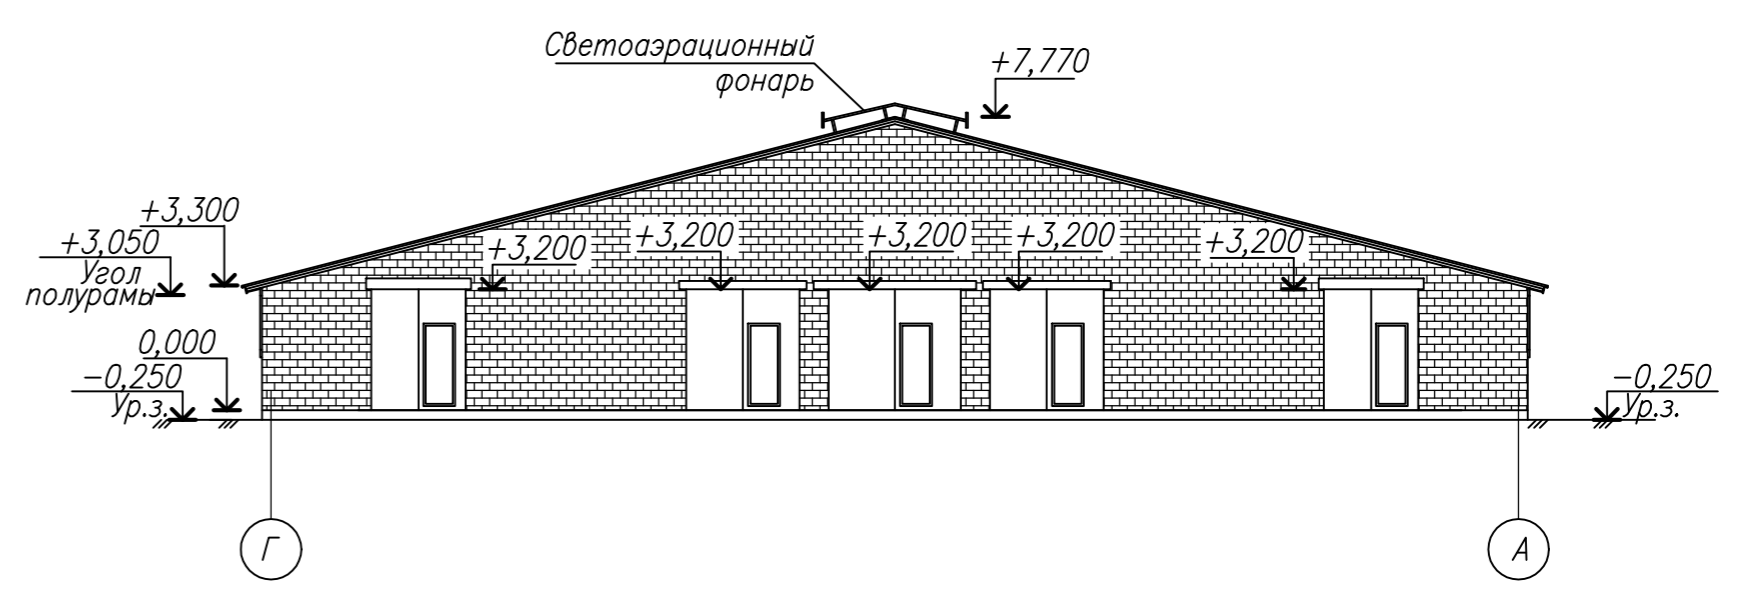 Светоаэрационный
фонарь
+7,770
+3,300
+3,050
Угол
полурамы
+3,200
+3,200
+3,200
+3,200
+3,200
0,000
-0,250
Ур.з.
-0,250
Ур.з.
Г
А